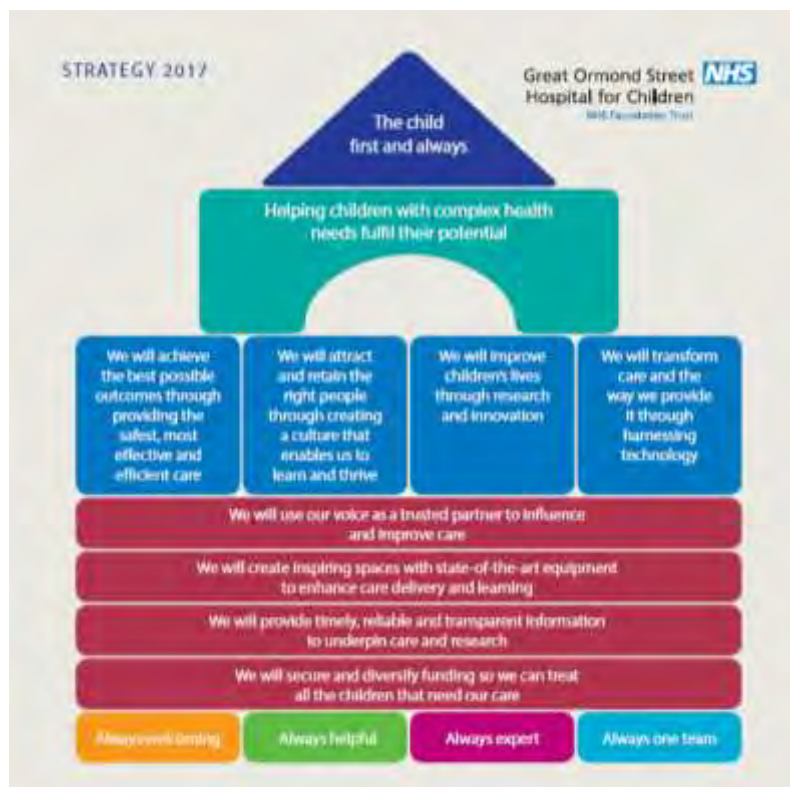 STRATEGY 2017
Great Ormond Street NHS
Hospital for Children
NHS Foundation Trust
The child
first and always
Helping children with complex health
needs fulfil their potential
We will achieve
the best possible
outcomes through
providing the
safest, most
effective and
efficient care
We will attract
and retain the
right people
through creating
a culture that
enables us to
learn and thrive
We will improve
children's lives
through research
and innovation
We will transform
care and the
way we provide
it through
harnessing
technology
We will use our voice as a trusted partner to influence
and improve care
We will create inspiring spaces with state-of-the-art equipment
to enhance care delivery and learning
We will provide timely, reliable and transparent information
to underpin care and research
We will secure and diversify funding so we can treat
all the children that need our care
Always welcoming
Always helpful
Always expert
Always one team